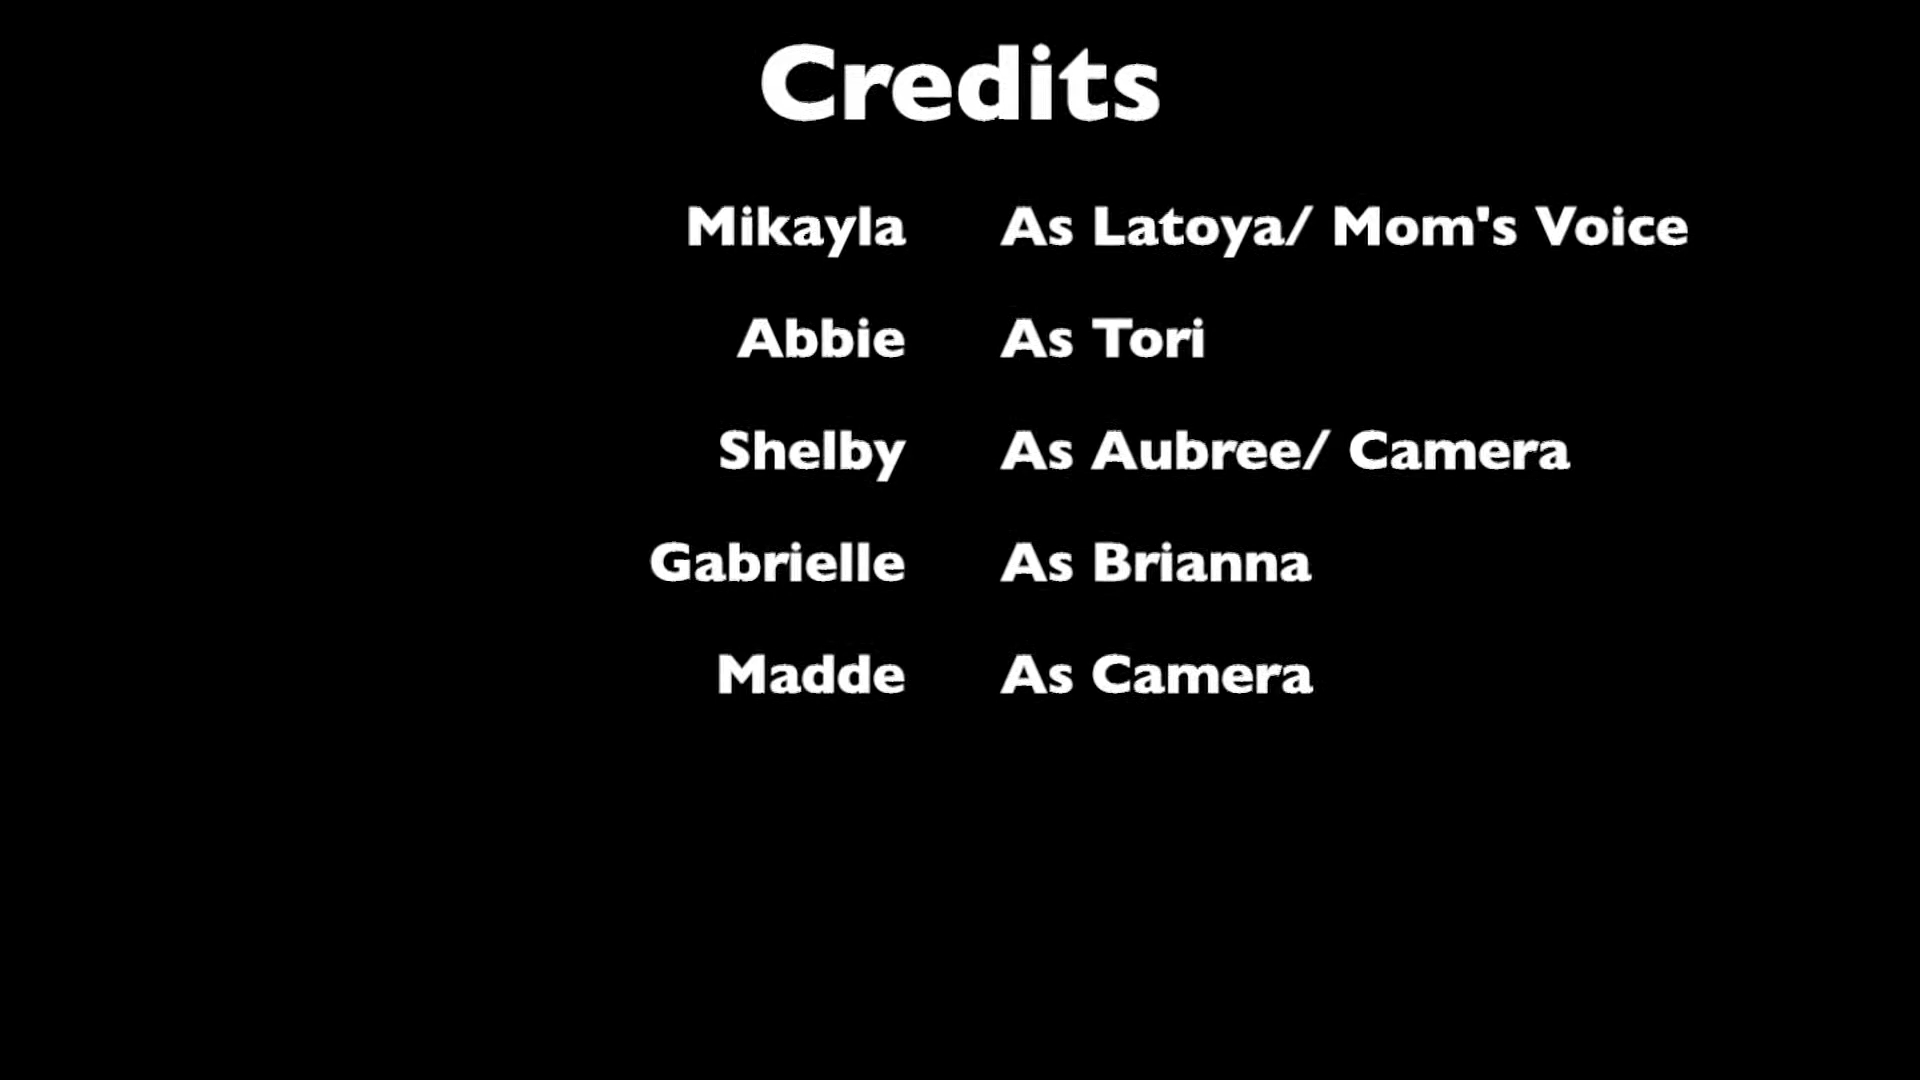 Credits
Mikayla As Latoya/ Mom's Voice
Abbie As Tori
Shelby As Aubree/ Camera
Gabrielle As Brianna
Madde As Camera